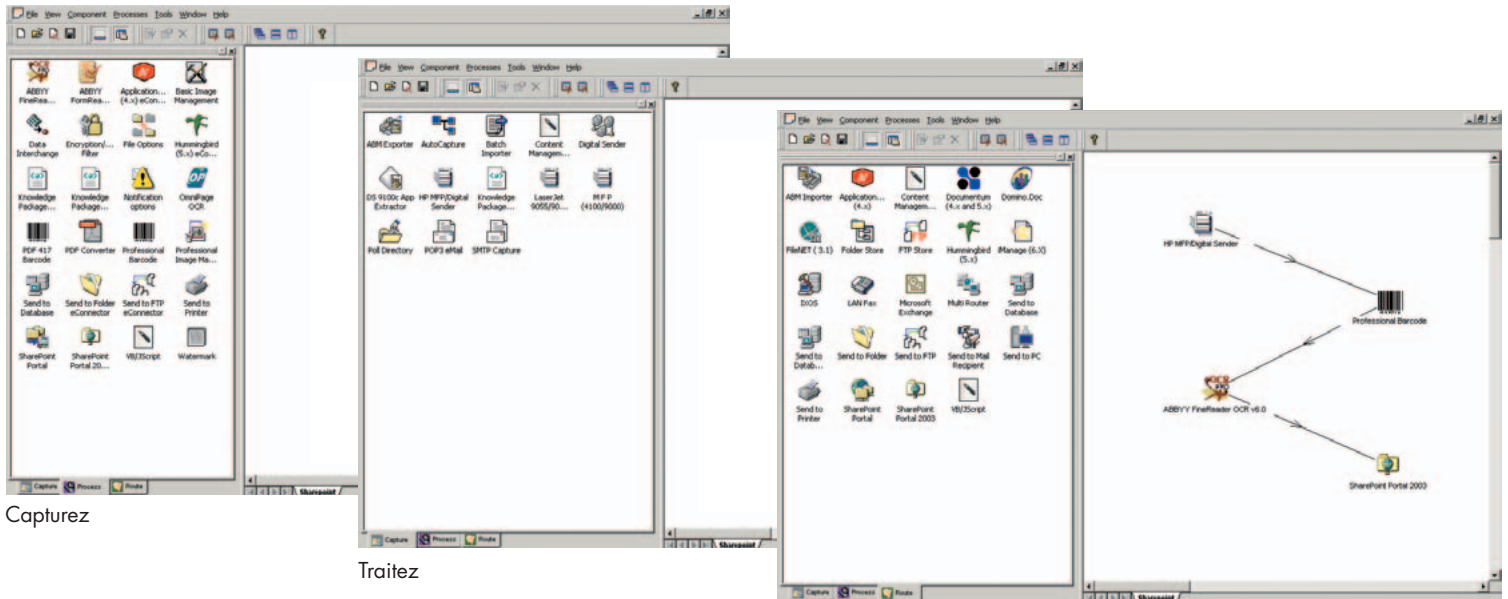 File View Component Processes Tools Window Help
ABBYY FineRea...
ABBYY FormRea...
Application... (4.x) eCon...
Basic Image Management
Data Interchange
Encryption/... Filter
File Options
Hummingbird (5.x) eCo...
Knowledge Package...
Knowledge Package...
Notification options
OmniPage OCR
PDF 417 Barcode
PDF Converter
Professional Barcode
Professional Image Ma...
Send to Database
Send to Folder eConnector
Send to FTP eConnector
Send to Printer
SharePoint Portal
SharePoint Portal 20...
VB/JScript
Watermark
Capture Process Route
Sharepoint
Capturez
File View Component Processes Tools Window Help
ABM Exporter
AutoCapture
Batch Importer
Content Managem...
Digital Sender
DS 9100c App Extractor
HP MFP/Digital Sender
Knowledge Package...
LaserJet 9055/90...
M F P (4100/9000)
Poll Directory
POP3 eMail
SMTP Capture
Capture Process Route
Sharepoint
Traitez
File View Component Processes Tools Window Help
ABM Importer
Application... (4.x)
Content Managem...
Documentum (4.x and 5.x)
Domino.Doc
FileNET ( 3.1)
Folder Store
FTP Store
Hummingbird (5.x)
iManage (6.X)
IXOS
LAN Fax
Microsoft Exchange
Multi Router
Send to Database
Send to Datab...
Send to Folder
Send to FTP
Send to Mail Recipient
Send to PC
Send to Printer
SharePoint Portal
SharePoint Portal 2003
VB/JScript
HP MFP/Digital Sender
Professional Barcode
ABBYY FineReader OCR v6.0
SharePoint Portal 2003
Capture Process Route
Sharepoint